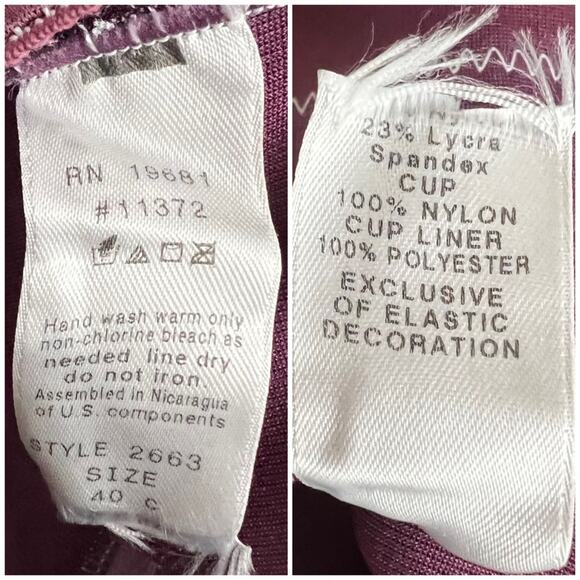 RN 19681
#11372
Hand wash warm only
non-chlorine bleach as
needed line dry
do not iron
Assembled in Nicaragua
of U.S. components
STYLE 2663
SIZE
40 C
23% Lycra
Spandex
CUP
100% NYLON
CUP LINER
100% POLYESTER
EXCLUSIVE
OF ELASTIC
DECORATION